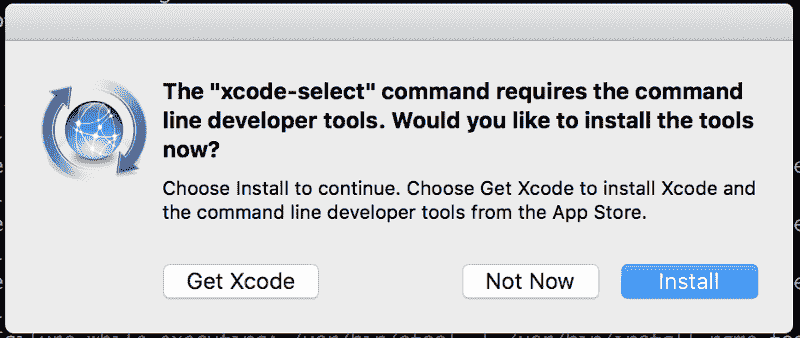 The "xcode-select" command requires the command
line developer tools. Would you like to install the tools
now?
Choose Install to continue. Choose Get Xcode to install Xcode and
the command line developer tools from the App Store.
Get Xcode Not Now Install